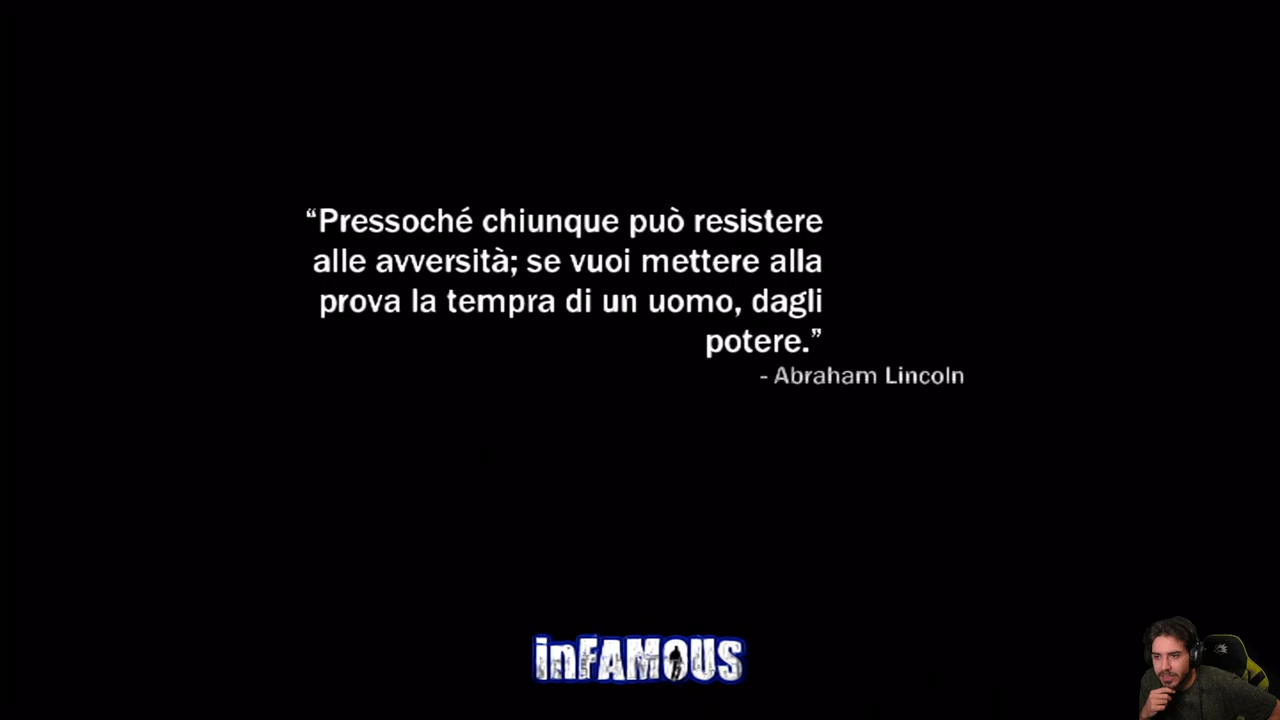 “Pressoché chiunque può resistere
alle avversità; se vuoi mettere alla
prova la tempra di un uomo, dagli
potere.”
- Abraham Lincoln
inFAMOUS